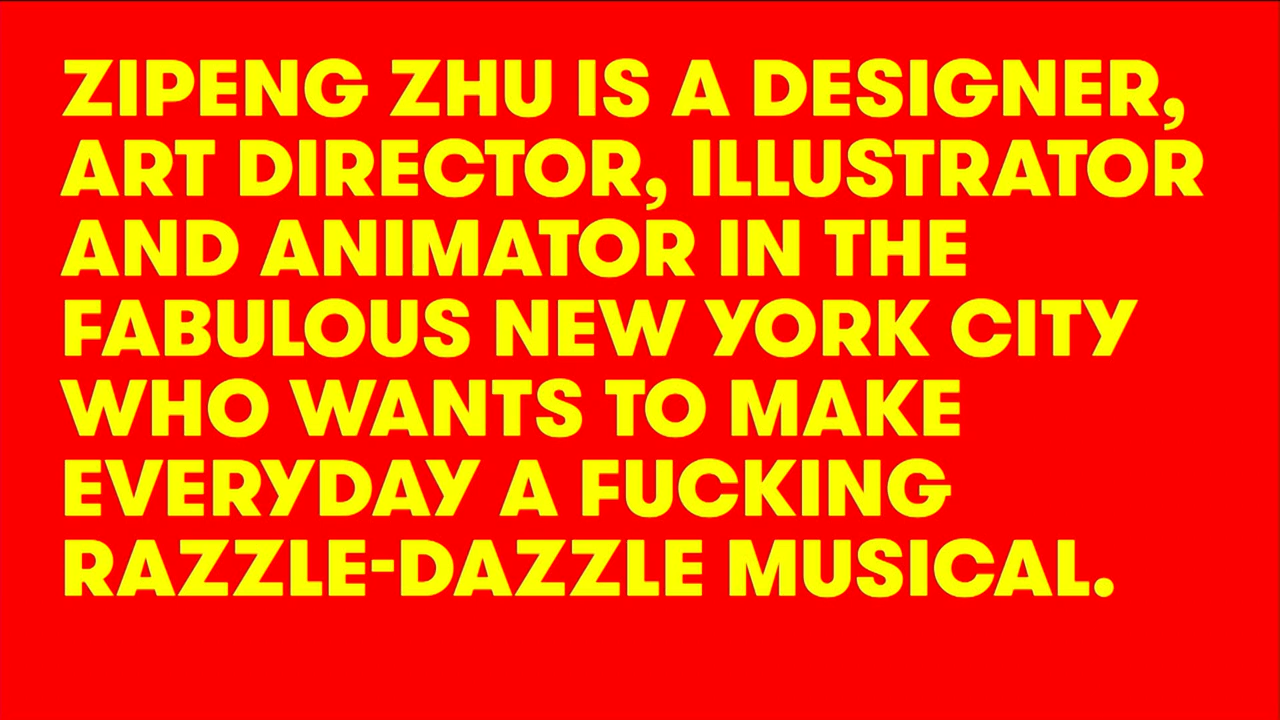 ZIPENG ZHU IS A DESIGNER,
ART DIRECTOR, ILLUSTRATOR
AND ANIMATOR IN THE
FABULOUS NEW YORK CITY
WHO WANTS TO MAKE
EVERYDAY A FUCKING
RAZZLE-DAZZLE MUSICAL.